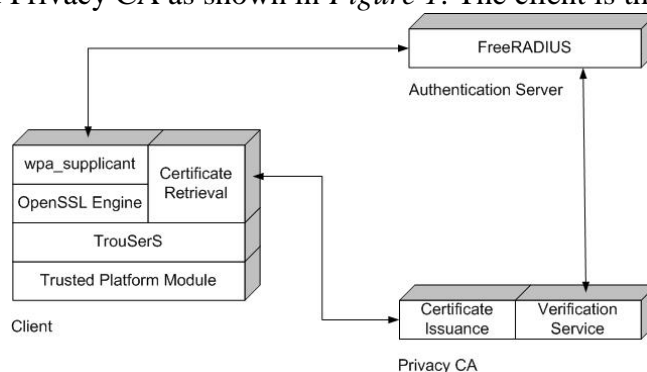 Privacy CA as shown in Figure 1. The client is th
FreeRADIUS
Authentication Server
wpa_supplicant
Certificate
Retrieval
OpenSSL Engine
TrouSerS
Trusted Platform Module
Client
Certificate
Issuance
Verification
Service
Privacy CA